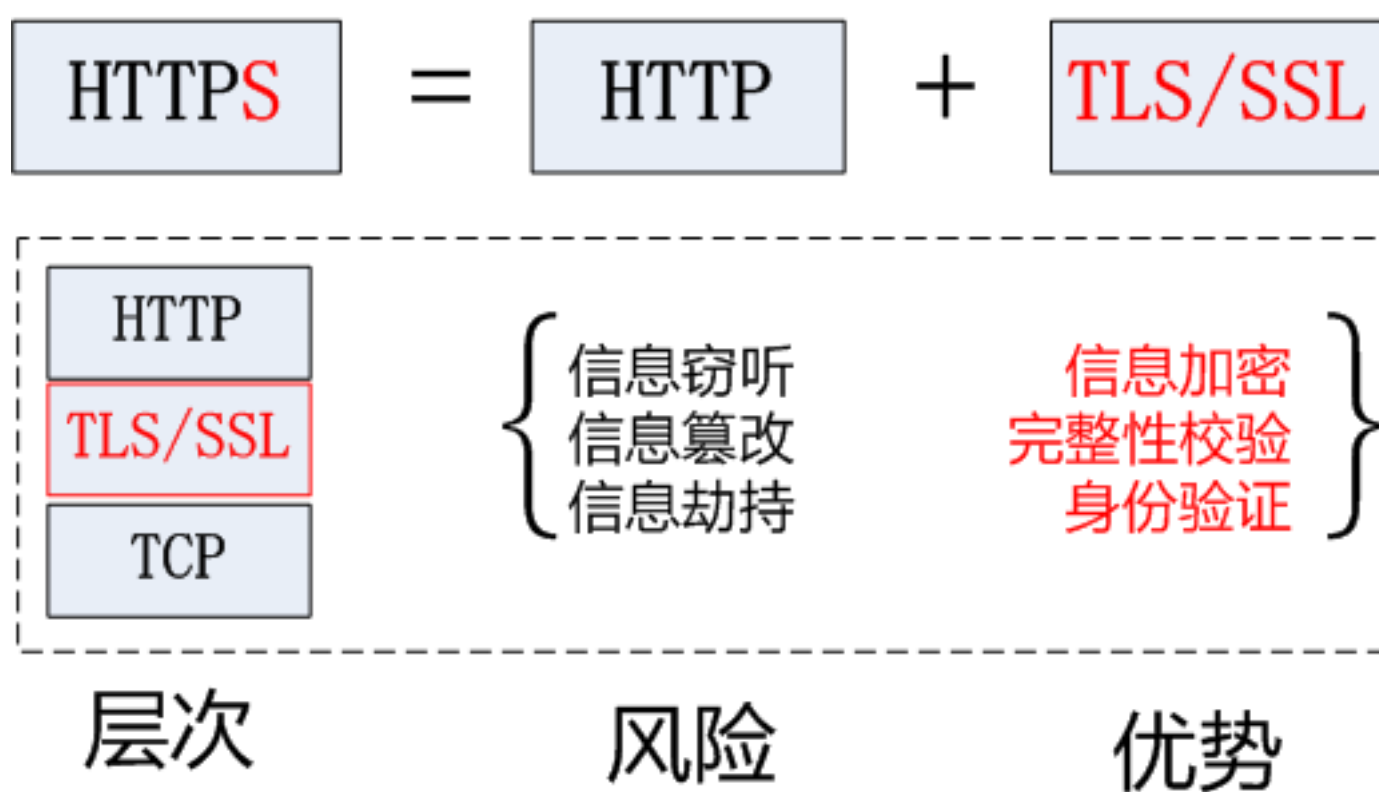 HTTPS = HTTP + TLS/SSL
HTTP
TLS/SSL
TCP
信息窃听
信息篡改
信息劫持
信息加密
完整性校验
身份验证
层次
风险
优势